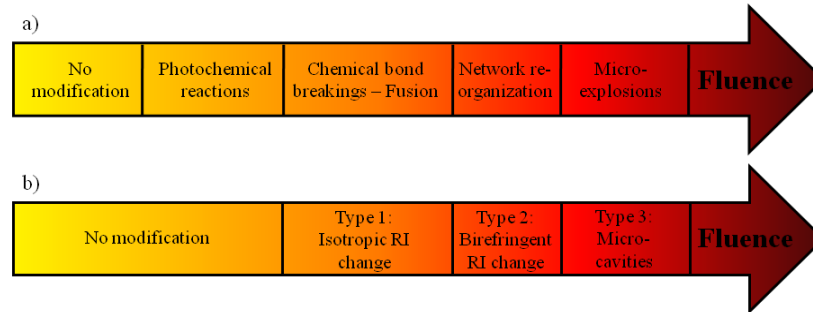 a)
No
modification
Photochemical
reactions
Chemical bond
breakings – Fusion
Network re-
organization
Micro-
explosions
Fluence
b)
No modification
Type 1:
Isotropic RI
change
Type 2:
Birefringent
RI change
Type 3:
Micro-
cavities
Fluence